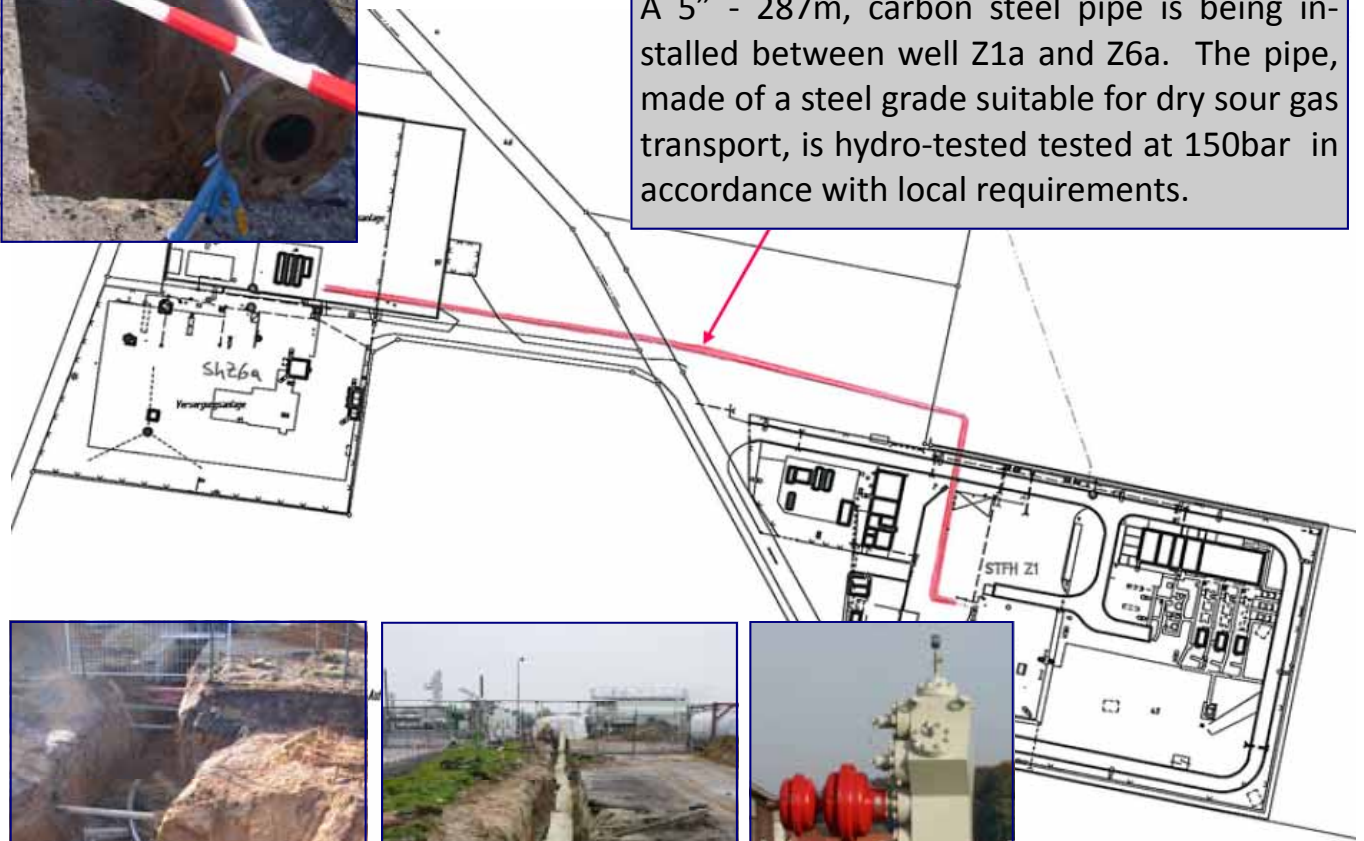 A 5” - 287m, carbon steel pipe is being in-
stalled between well Z1a and Z6a. The pipe,
made of a steel grade suitable for dry sour gas
transport, is hydro-tested tested at 150bar in
accordance with local requirements.
ShZ6a
Versorgungsanlage
STFH Z1